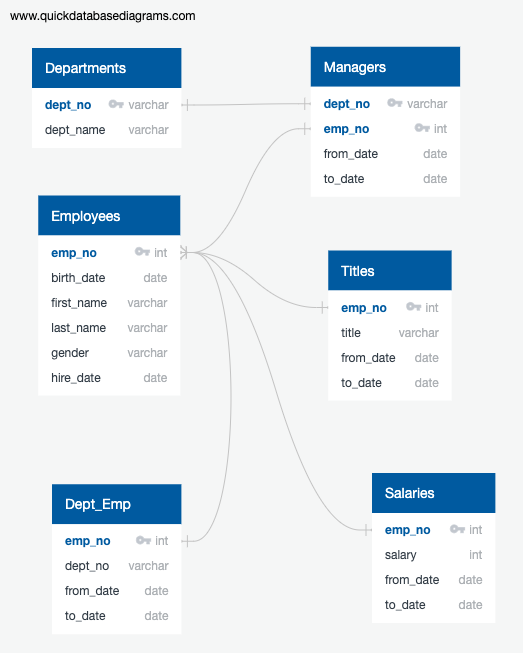 www.quickdatabasediagrams.com
Departments
dept_no varchar
dept_name varchar
Managers
dept_no varchar
emp_no int
from_date date
to_date date
Employees
emp_no int
birth_date date
first_name varchar
last_name varchar
gender varchar
hire_date date
Titles
emp_no int
title varchar
from_date date
to_date date
Dept_Emp
emp_no int
dept_no varchar
from_date date
to_date date
Salaries
emp_no int
salary int
from_date date
to_date date